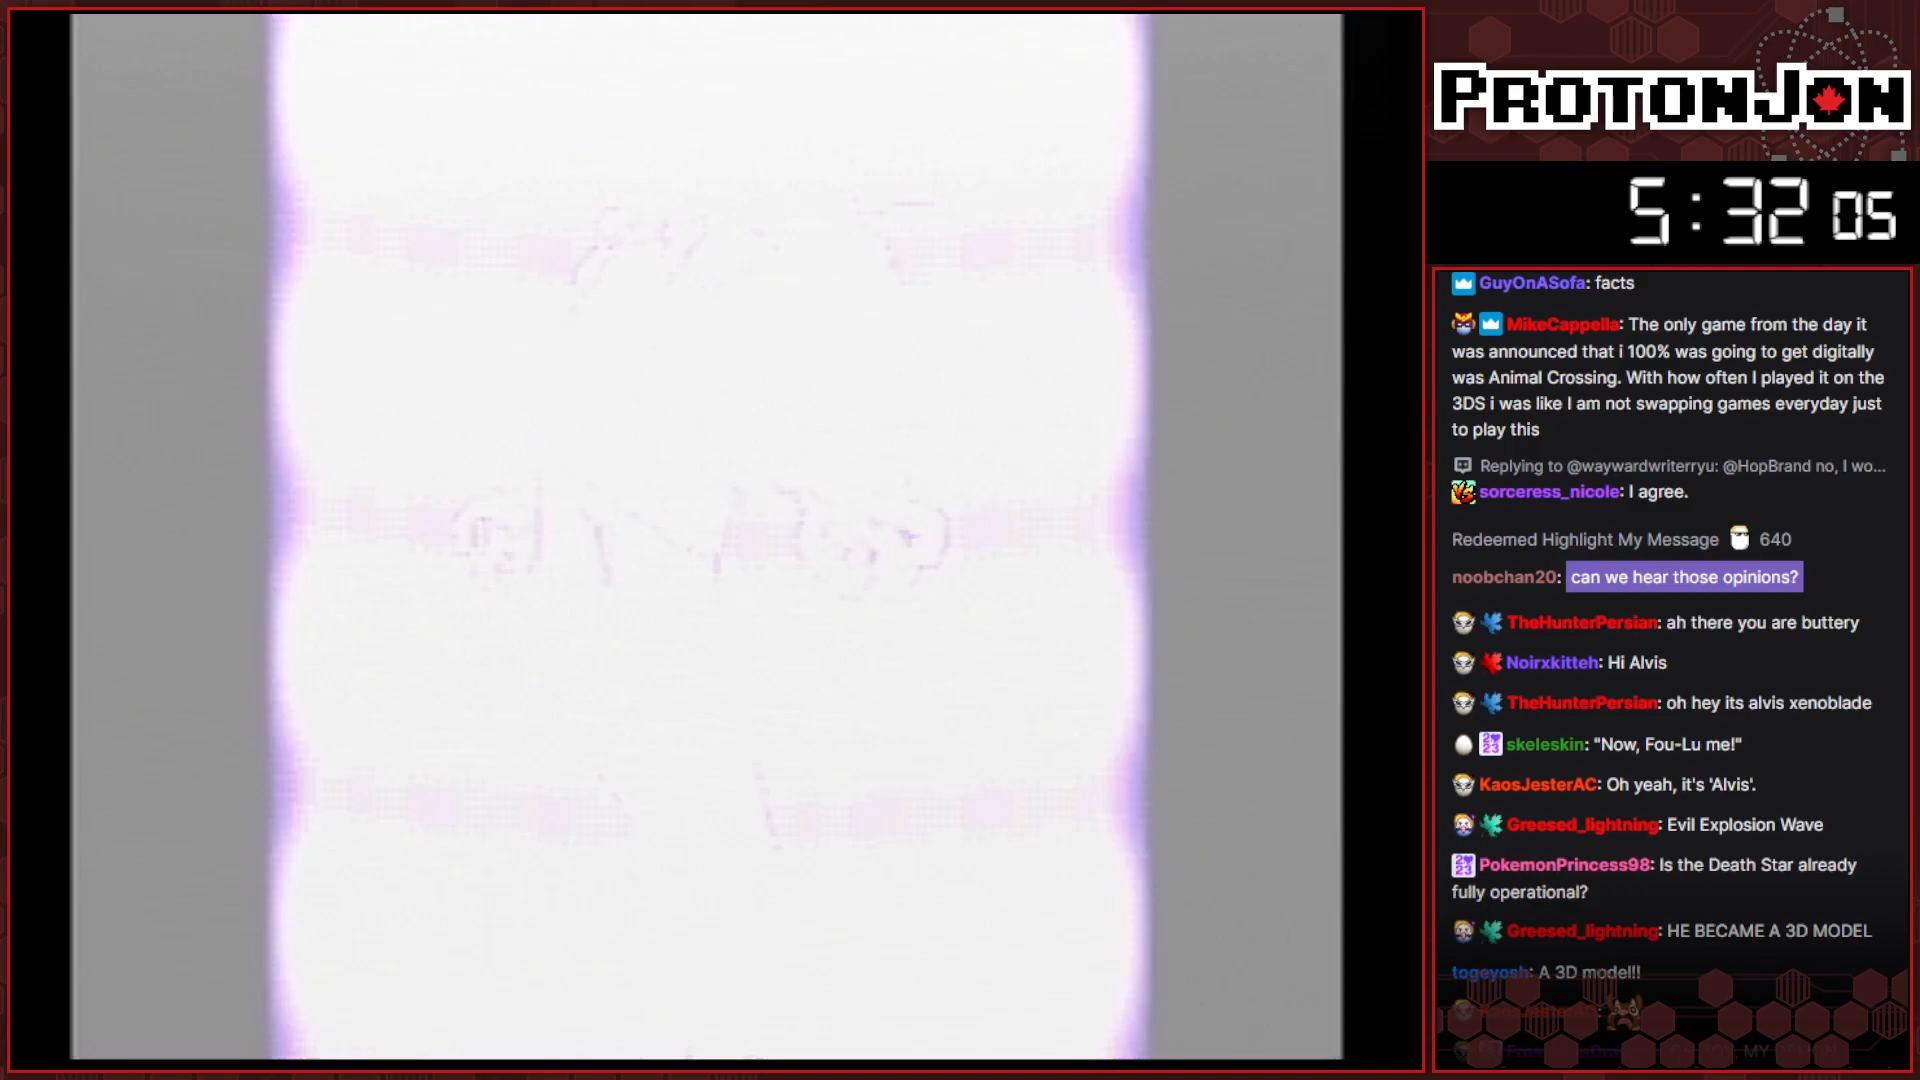 PROTONJON
5:32 05
GuyOnASofa: facts
MikeCappella: The only game from the day it
was announced that i 100% was going to get digitally
was Animal Crossing. With how often I played it on the
3DS i was like I am not swapping games everyday just
to play this
Replying to @waywardwriterryu: @HopBrand no, I wo...
sorceress_nicole: I agree.
Redeemed Highlight My Message 640
noobchan20: can we hear those opinions?
TheHunterPersian: ah there you are buttery
Noirxkitteh: Hi Alvis
TheHunterPersian: oh hey its alvis xenoblade
skeleskin: "Now, Fou-Lu me!"
KaosJesterAC: Oh yeah, it's 'Alvis'.
Greesed_lightning: Evil Explosion Wave
PokemonPrincess98: Is the Death Star already
fully operational?
Greesed_lightning: HE BECAME A 3D MODEL
togeyosh: A 3D model!!
KaosJesterAC:
MY